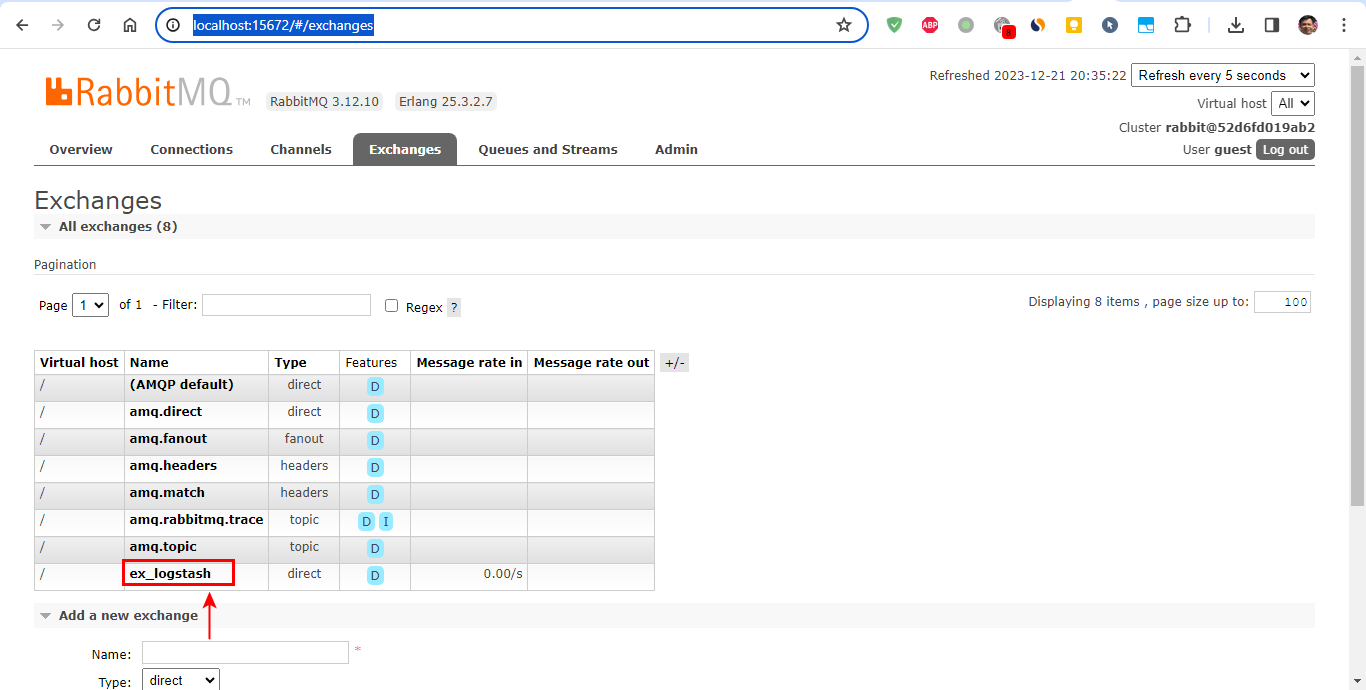 localhost:15672/#/exchanges
ABP
8
RabbitMQ TM RabbitMQ 3.12.10 Erlang 25.3.2.7
Refreshed 2023-12-21 20:35:22 Refresh every 5 seconds
Virtual host All
Cluster rabbit@52d6fd019ab2
User guest Log out
Overview Connections Channels Exchanges Queues and Streams Admin
Exchanges
All exchanges (8)
Pagination
Page 1 of 1 - Filter: Regex ?
Displaying 8 items , page size up to: 100
Virtual host Name Type Features Message rate in Message rate out +/-
/ (AMQP default) direct D
/ amq.direct direct D
/ amq.fanout fanout D
/ amq.headers headers D
/ amq.match headers D
/ amq.rabbitmq.trace topic D I
/ amq.topic topic D
/ ex_logstash direct D 0.00/s
Add a new exchange
Name: *
Type: direct